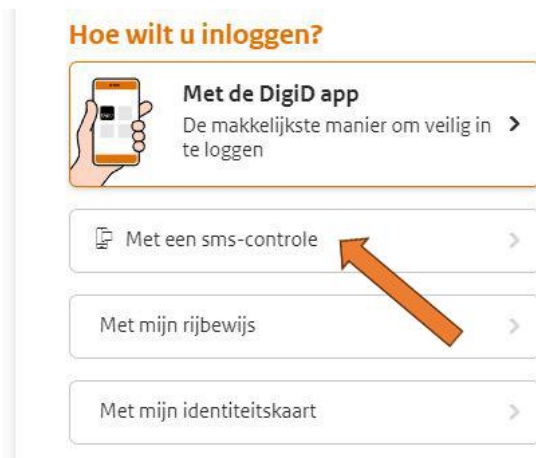 Hoe wilt u inloggen?
Met de DigiD app
De makkelijkste manier om veilig in
te loggen
Met een sms-controle
Met mijn rijbewijs
Met mijn identiteitskaart